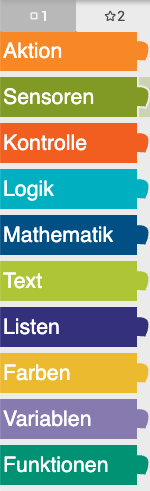 1
2
Aktion
Sensoren
Kontrolle
Logik
Mathematik
Text
Listen
Farben
Variablen
Funktionen